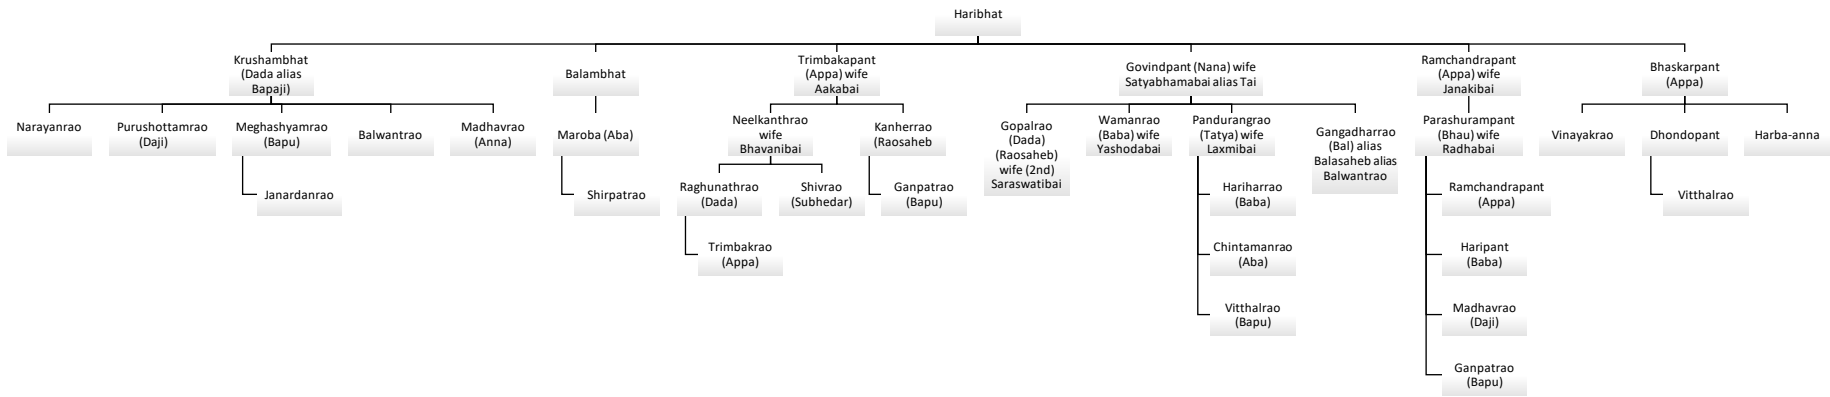 Haribhat
Krushambhat
(Dada alias
Bapaji)
Balambhat
Trimbakapant
(Appa) wife
Aakabai
Govindpant (Nana) wife
Satyabhamabai alias Tai
Ramchandrapant
(Appa) wife
Janakibai
Bhaskarpant
(Appa)
Narayanrao
Purushottamrao
(Daji)
Meghashyamrao
(Bapu)
Balwantrao
Madhavrao
(Anna)
Maroba (Aba)
Neelkanthrao
wife
Bhavanibai
Kanherrao
(Raosaheb
Gopalrao
(Dada)
(Raosaheb)
wife (2nd)
Saraswatibai
Wamanrao
(Baba) wife
Yashodabai
Pandurangrao
(Tatya) wife
Laxmibai
Gangadharrao
(Bal) alias
Balasaheb alias
Balwantrao
Parashurampant
(Bhau) wife
Radhabai
Vinayakrao
Dhondopant
Harba-anna
Janardanrao
Shirpatrao
Raghunathrao
(Dada)
Shivrao
(Subhedar)
Ganpatrao
(Bapu)
Hariharrao
(Baba)
Ramchandrapant
(Appa)
Vitthalrao
Trimbakrao
(Appa)
Chintamanrao
(Aba)
Haripant
(Baba)
Vitthalrao
(Bapu)
Madhavrao
(Daji)
Ganpatrao
(Bapu)